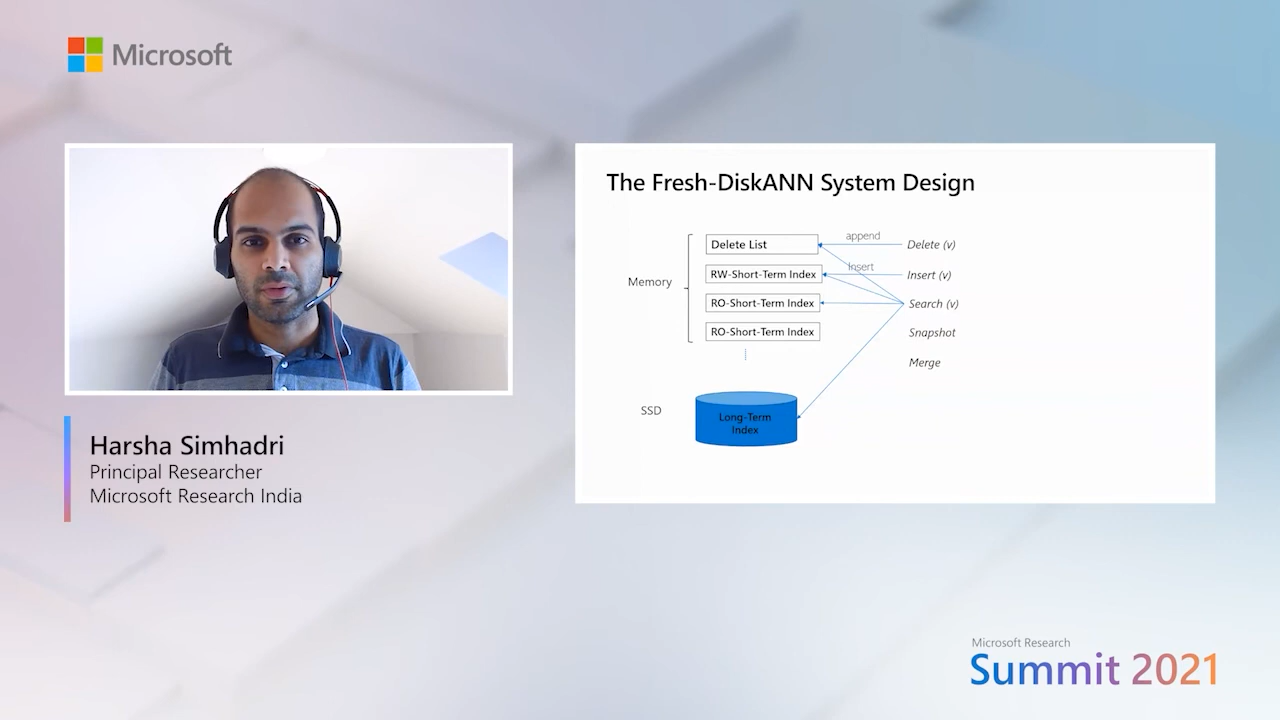 Microsoft
Harsha Simhadri
Principal Researcher
Microsoft Research India
The Fresh-DiskANN System Design
Memory
Delete List
RW-Short-Term Index
RO-Short-Term Index
RO-Short-Term Index
append
Insert
Delete (v)
Insert (v)
Search (v)
Snapshot
Merge
SSD
Long-Term
Index
Microsoft Research
Summit 2021